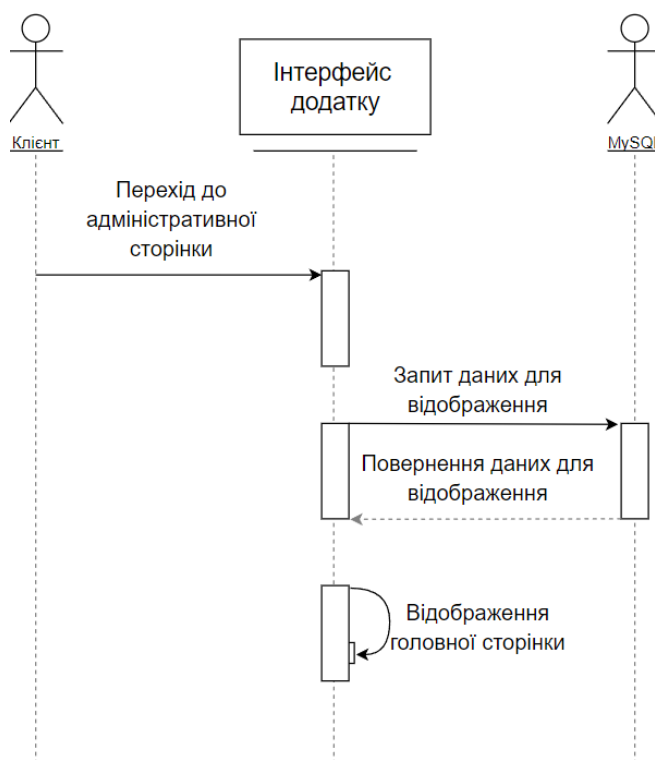 Інтерфейс
додатку
Клієнт
MySQL
Перехід до
адміністративної
сторінки
Запит даних для
відображення
Повернення даних для
відображення
Відображення
головної сторінки